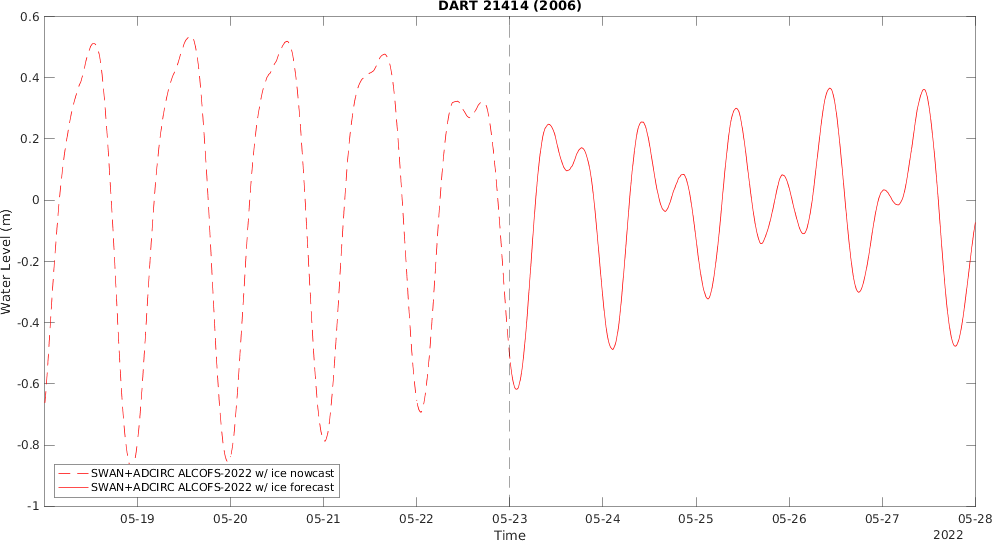 DART 21414 (2006)
0.6
0.4
0.2
0
-0.2
-0.4
-0.6
-0.8
-1
Water Level (m)
SWAN+ADCIRC ALCOFS-2022 w/ ice nowcast
SWAN+ADCIRC ALCOFS-2022 w/ ice forecast
05-19 05-20 05-21 05-22 05-23 05-24 05-25 05-26 05-27 05-28
Time
2022